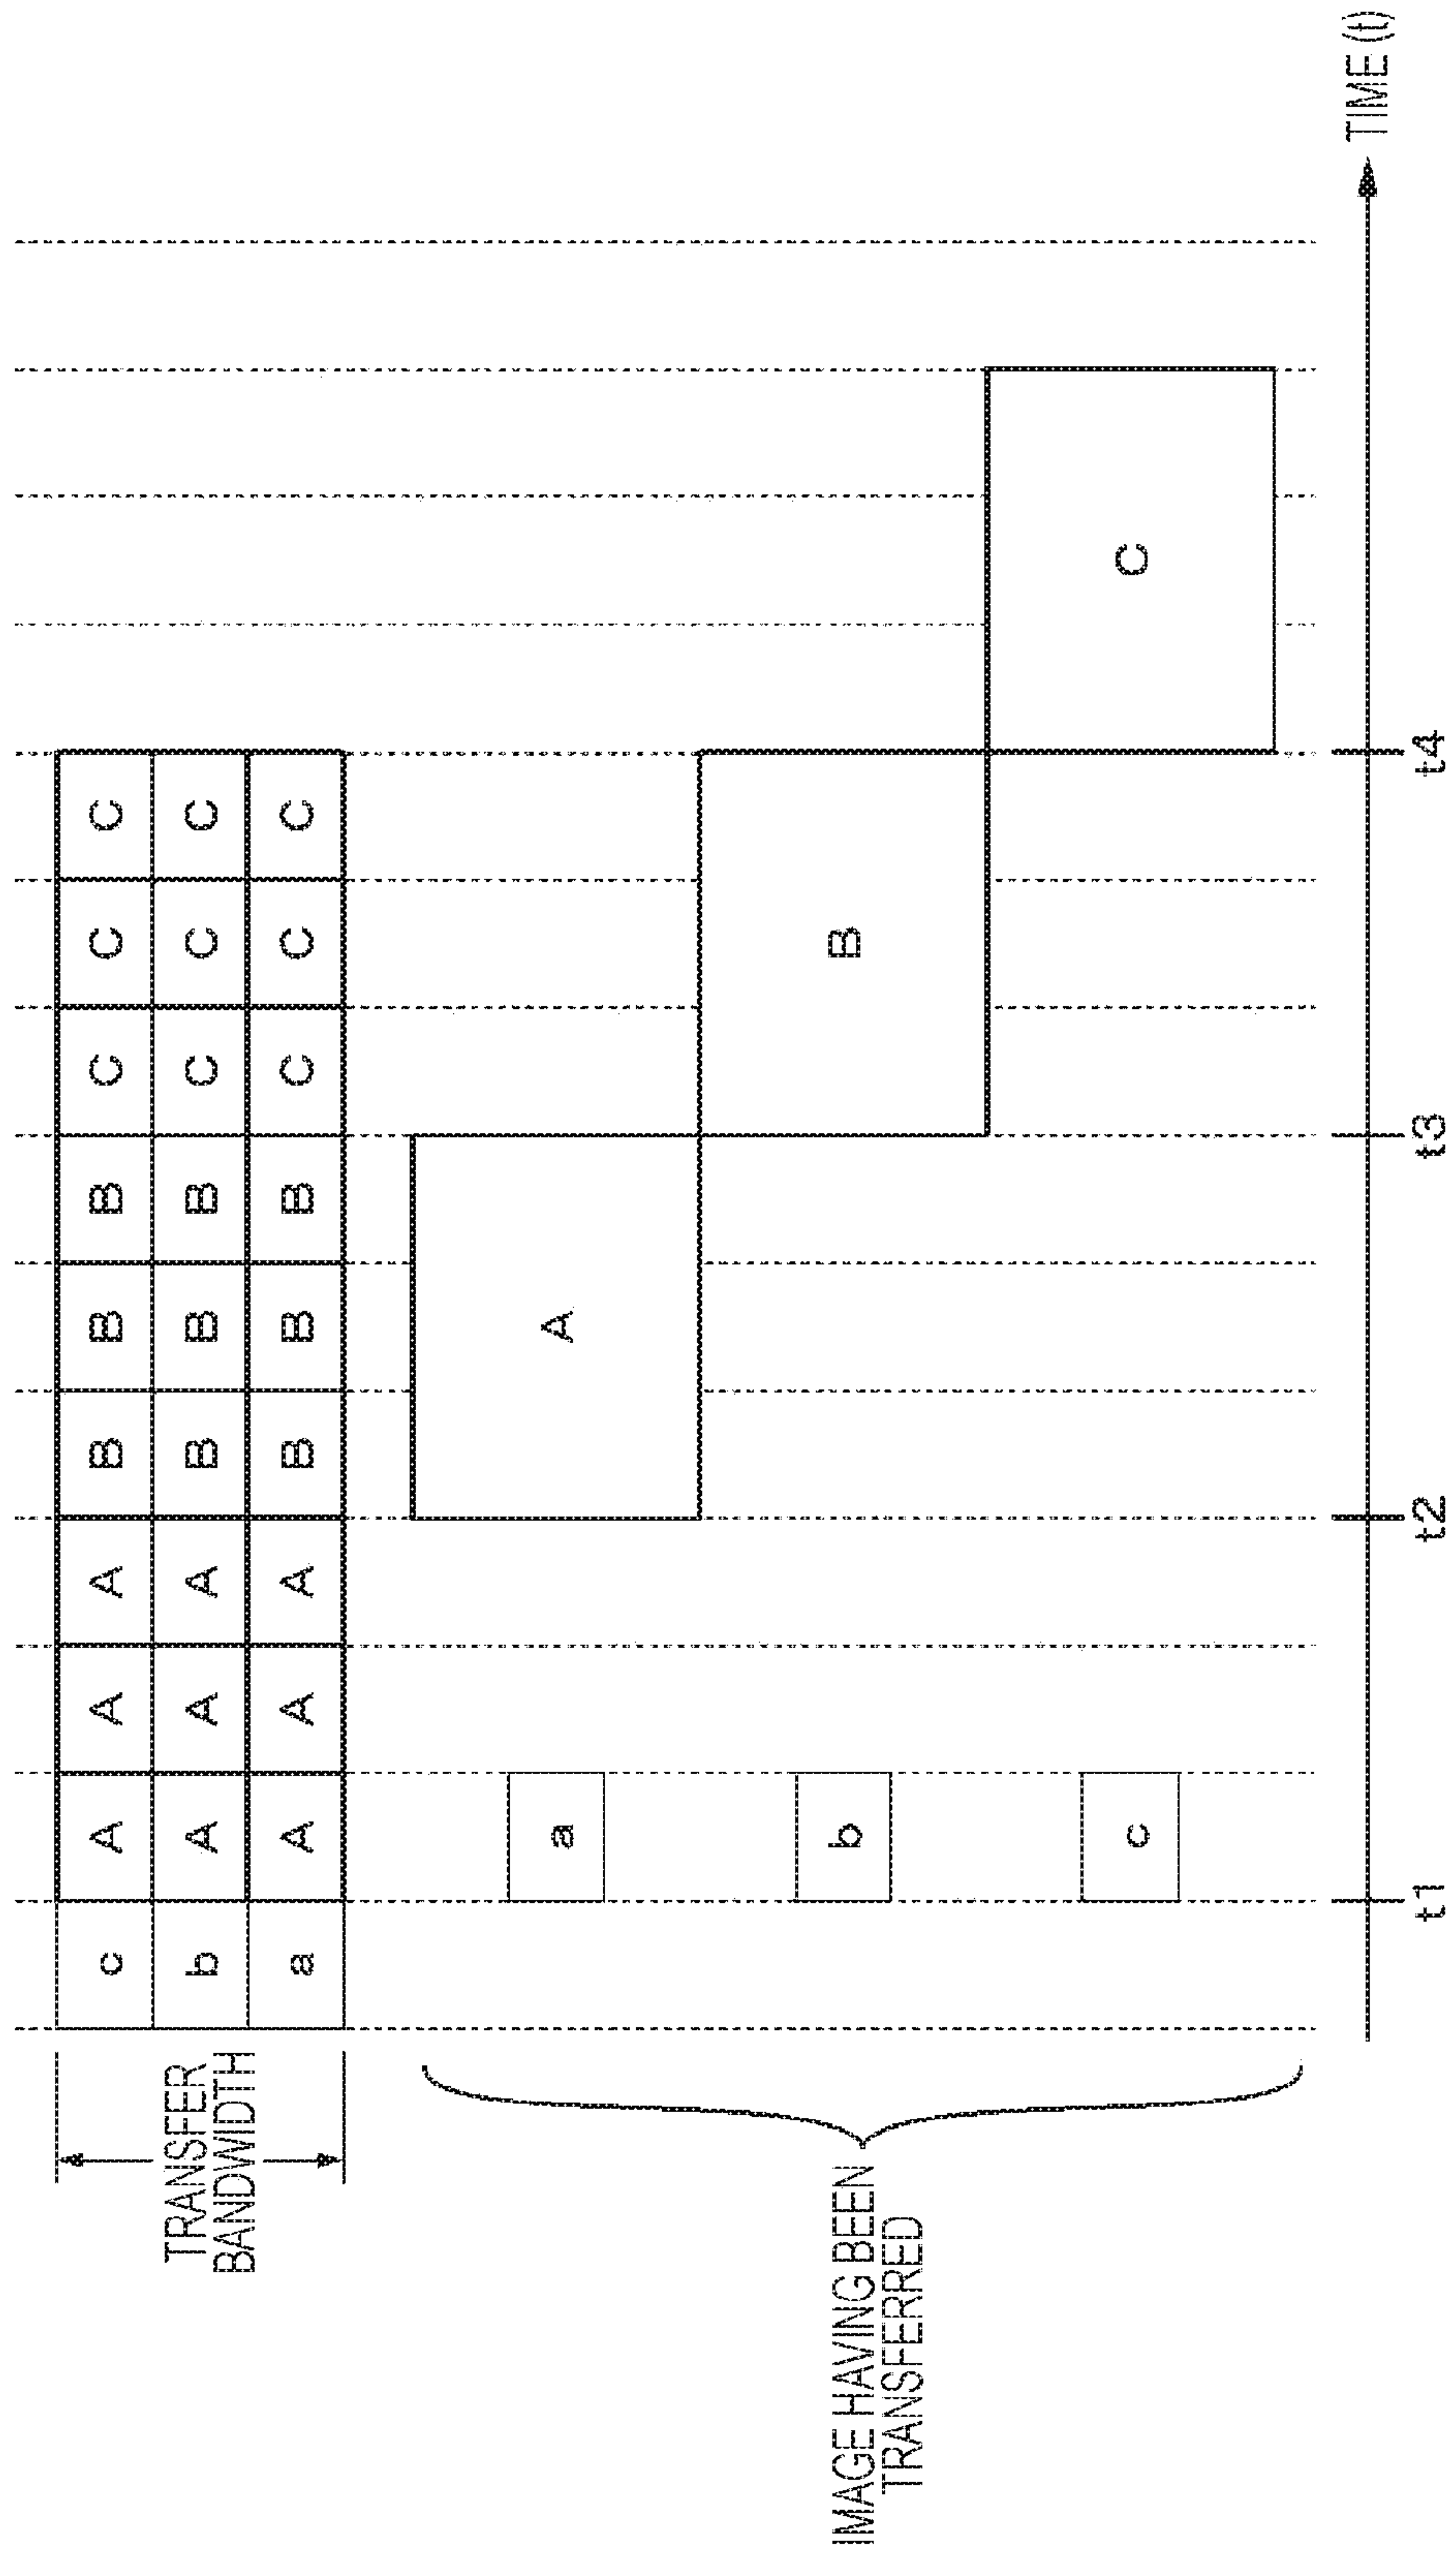 TRANSFER
BANDWIDTH
c A A A B B B C C C
b A A A B B B C C C
a A A A B B B C C C
IMAGE HAVING BEEN
TRANSFERRED
a A
b B
c C
TIME (t)
t1 t2 t3 t4